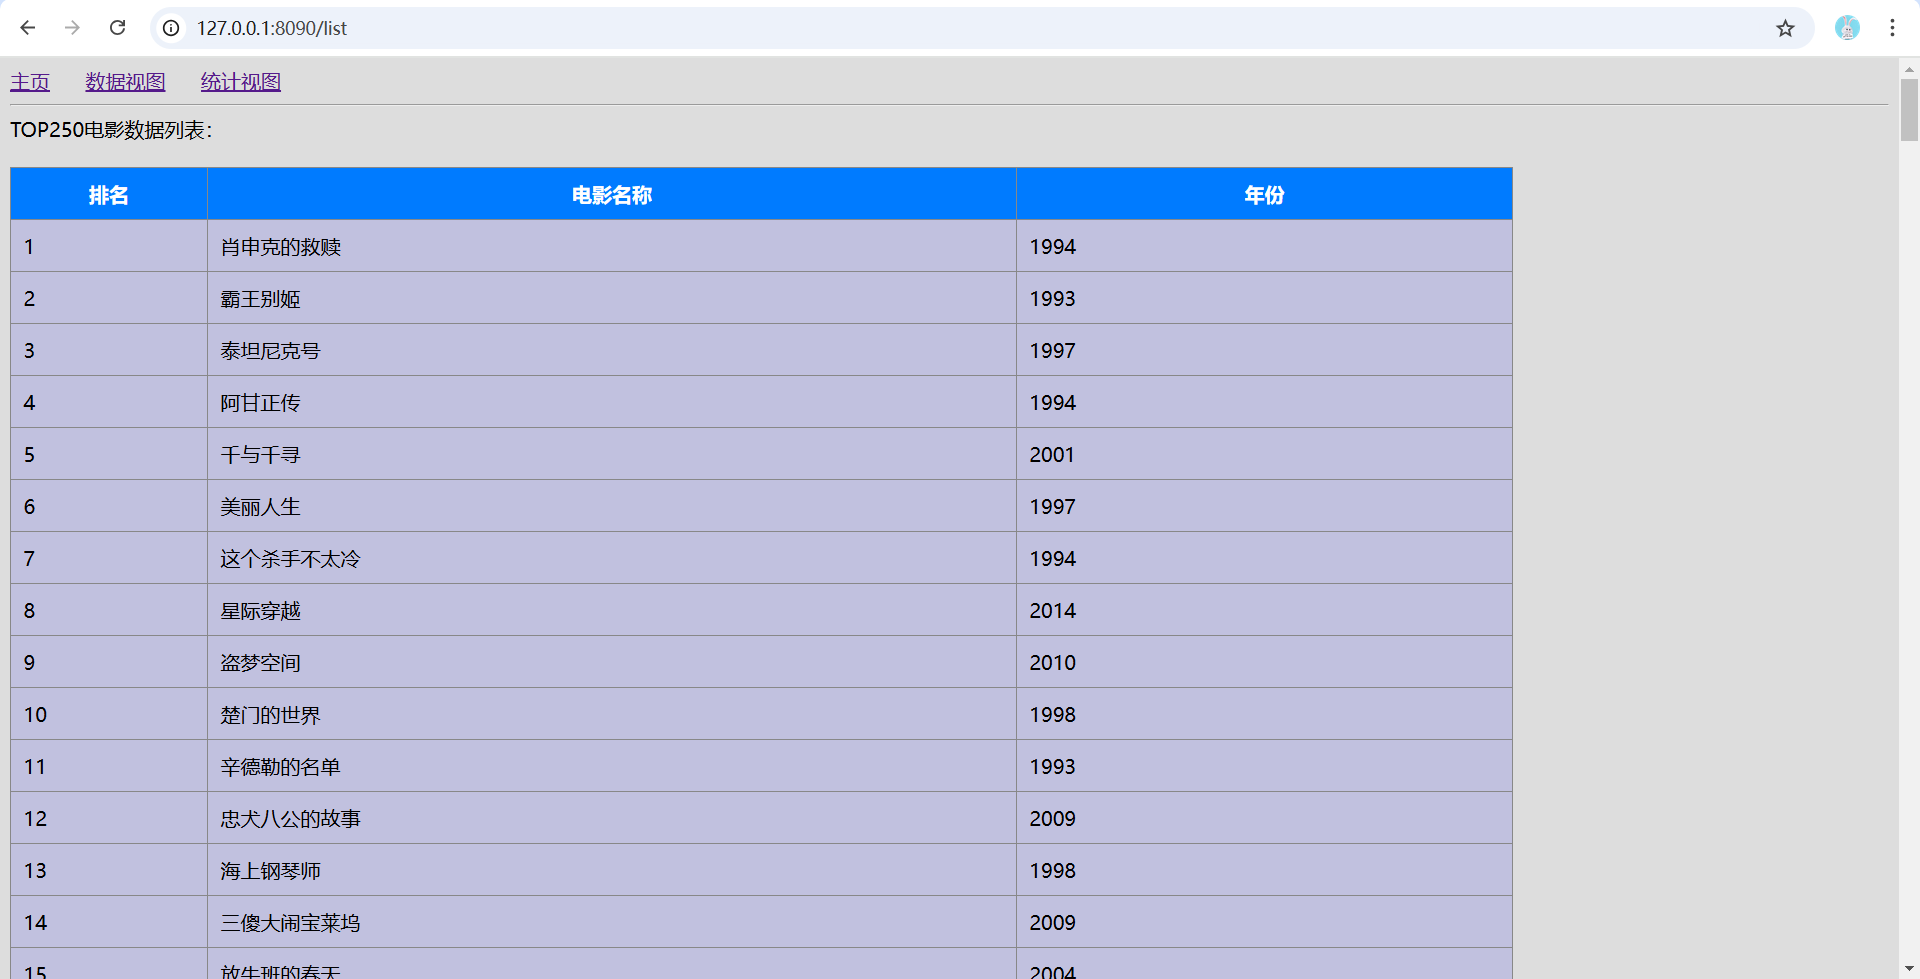 127.0.0.1:8090/list
主页 数据视图 统计视图
TOP250电影数据列表：
排名 电影名称 年份
1 肖申克的救赎 1994
2 霸王别姬 1993
3 泰坦尼克号 1997
4 阿甘正传 1994
5 千与千寻 2001
6 美丽人生 1997
7 这个杀手不太冷 1994
8 星际穿越 2014
9 盗梦空间 2010
10 楚门的世界 1998
11 辛德勒的名单 1993
12 忠犬八公的故事 2009
13 海上钢琴师 1998
14 三傻大闹宝莱坞 2009
15 放牛班的春天 2004